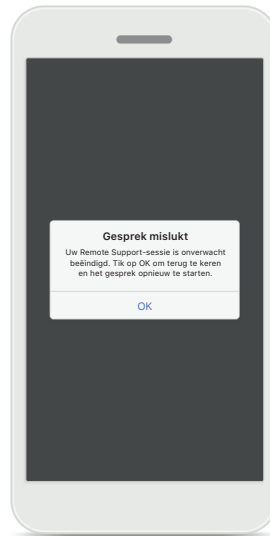 Gesprek mislukt
Uw Remote Support-sessie is onverwacht
beëindigd. Tik op OK om terug te keren
en het gesprek opnieuw te starten.
OK